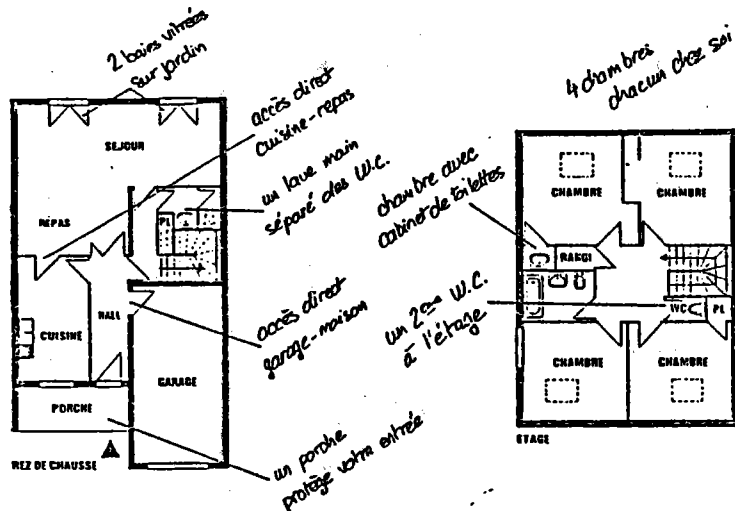 2 baies vitrées
sur jardin
accès direct
cuisine-repas
un lave main
séparé des W.C.
SEJOUR
REPAS
PL
CUISINE
HALL
accès direct
garage-maison
GARAGE
PORCHE
un porche
protège votre entrée
REZ DE CHAUSSE
4 chambres
chacun chez soi
chambre avec
cabinet de toilettes
un 2ème W.C.
à l'étage
CHAMBRE
CHAMBRE
RANGT
WC
PL
CHAMBRE
CHAMBRE
ETAGE